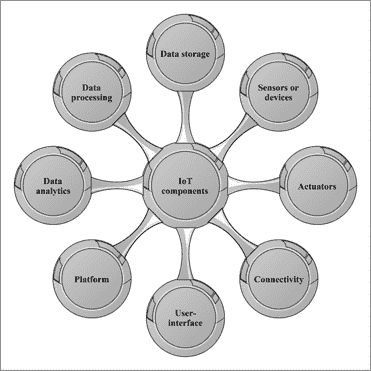 Data storage
Sensors or
devices
Actuators
Connectivity
User-
interface
Platform
Data
analytics
Data
processing
IoT
components